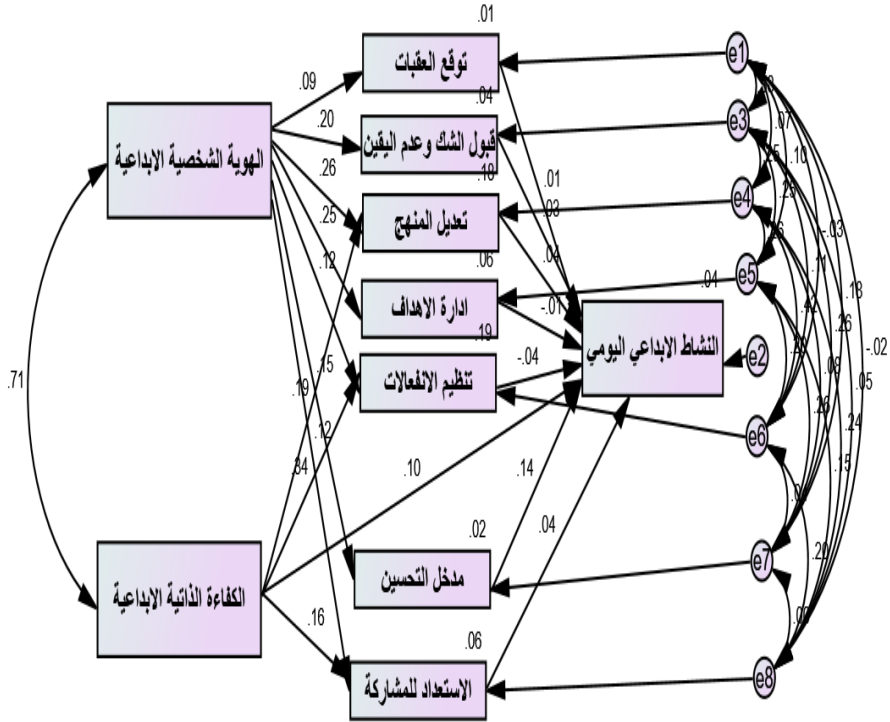 .01
توقع العقبات
e1
.09
.04
.07
قبول الشك وعدم اليقين
e3
.20
.10
الهوية الشخصية الابداعية
.18
.01
.26
تعديل المنهج
e4
.03
-.03
.25
.06
.04
.11
.12
ادارة الاهداف
-.01
e5
.04
.13
النشاط الابداعي اليومي
.26
.19
-.04
e2
-.02
.15
تنظيم الانفعالات
.08
.05
.71
.19
.12
e6
.24
.34
.10
.14
.15
.04
.02
مدخل التحسين
e7
.20
الكفاءة الذاتية الابداعية
.16
.06
الاستعداد للمشاركة
e8